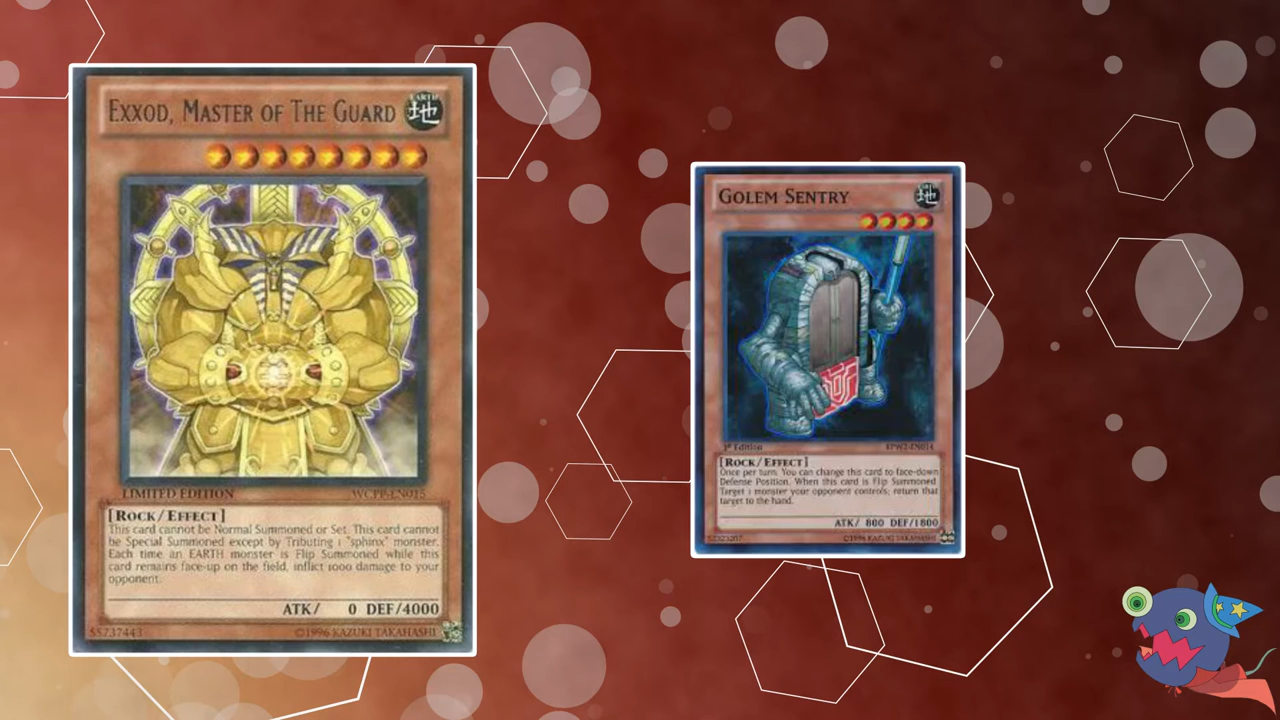 EXXOD, MASTER OF THE GUARD
EARTH
地
LIMITED EDITION WCPP-EN015
[ROCK/EFFECT]
This card cannot be Normal Summoned or Set. This card cannot
be Special Summoned except by Tributing 1 "sphinx" monster.
Each time an EARTH monster is Flip Summoned while this
card remains face-up on the field, inflict 1000 damage to your
opponent.
ATK/ 0 DEF/4000
55737443 ©1996 KAZUKI TAKAHASHI
GOLEM SENTRY
地
1st Edition RYMP-EN014
[ROCK/EFFECT]
Once per turn: You can change this card to face-down
Defense Position. When this card is Flip Summoned:
Target 1 monster your opponent controls; return that
target to the hand.
ATK/ 800 DEF/1800
52323207 ©1996 KAZUKI TAKAHASHI